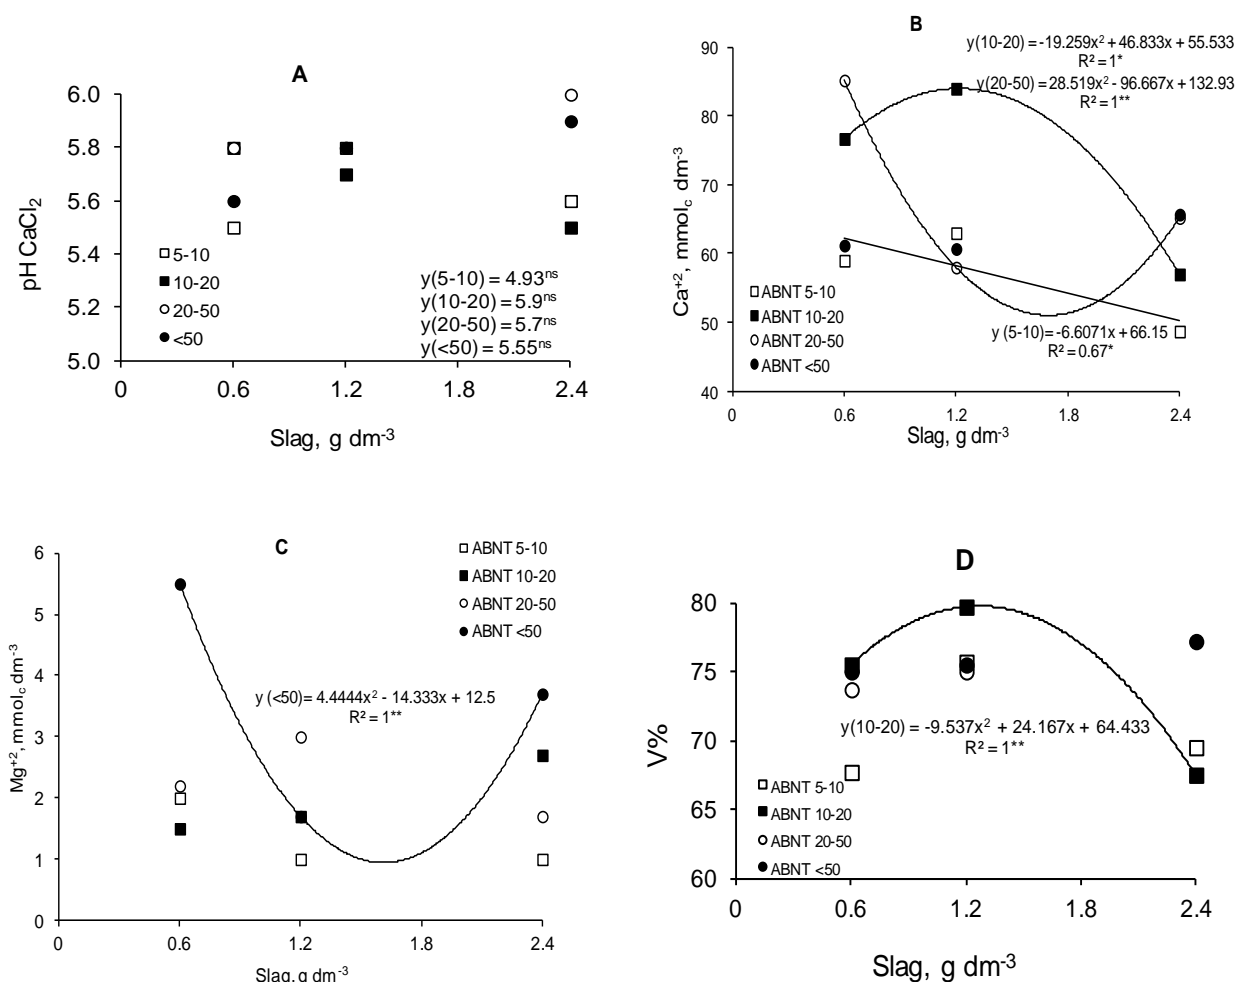 A
6.0
5.8
5.6
5.4
5.2
5.0
pH CaCl₂
□ 5-10
■ 10-20
○ 20-50
● <50
y(5-10) = 4.93ⁿˢ
y(10-20) = 5.9ⁿˢ
y(20-50) = 5.7ⁿˢ
y(<50) = 5.55ⁿˢ
0 0.6 1.2 1.8 2.4
Slag, g dm⁻³
B
y(10-20) = -19.259x² + 46.833x + 55.533
R² = 1*
y(20-50) = 28.519x² - 96.667x + 132.93
R² = 1**
90
80
70
60
50
40
Ca⁺², mmol꜀ dm⁻³
□ ABNT 5-10
■ ABNT 10-20
○ ABNT 20-50
● ABNT <50
y (5-10)= -6.6071x + 66.15
R² = 0.67*
0 0.6 1.2 1.8 2.4
Slag, g dm⁻³
C
□ ABNT 5-10
■ ABNT 10-20
○ ABNT 20-50
● ABNT <50
6
5
4
3
2
1
0
Mg⁺², mmol꜀ dm⁻³
y (<50)= 4.4444x² - 14.333x + 12.5
R² = 1**
0 0.6 1.2 1.8 2.4
Slag, g dm⁻³
D
80
75
70
65
60
V%
y(10-20) = -9.537x² + 24.167x + 64.433
R² = 1**
□ ABNT 5-10
■ ABNT 10-20
○ ABNT 20-50
● ABNT <50
0 0.6 1.2 1.8 2.4
Slag, g dm⁻³